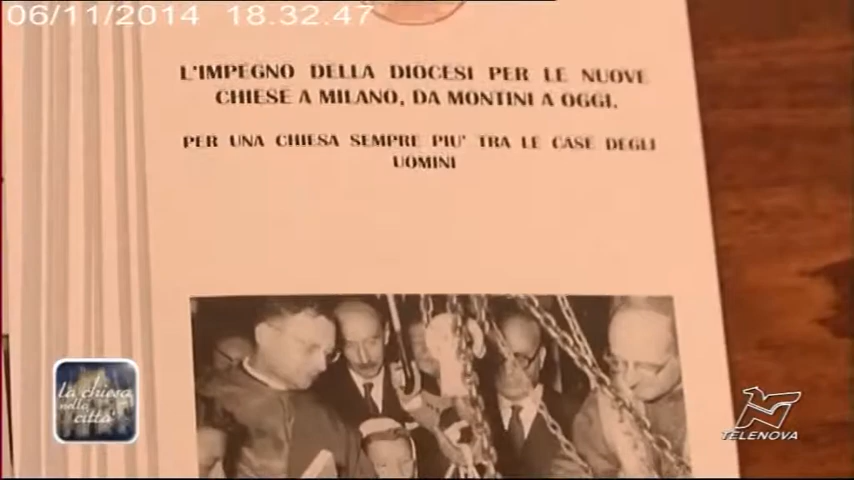 06/11/2014 18.32.47
L'IMPEGNO DELLA DIOCESI PER LE NUOVE
CHIESE A MILANO, DA MONTINI A OGGI.
PER UNA CHIESA SEMPRE PIU' TRA LE CASE DEGLI
UOMINI
la chiesa
nella
città
TELENOVA